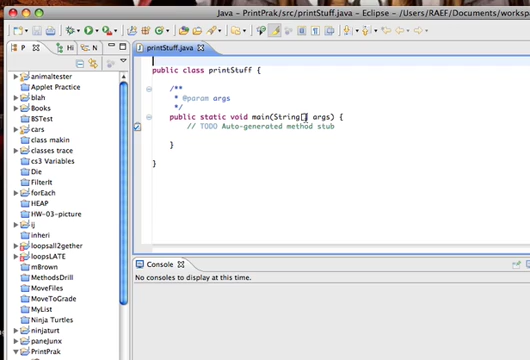 Java - PrintPrak/src/printStuff.java - Eclipse - /Users/RAEF/Documents/worksp
P
Hi
N
printStuff.java
animaltester
Applet Practice
blah
Books
BSTest
cars
class makin
classes trace
cs3 Variables
Die
FilterIt
forEach
HEAP
HW-03-picture
ij
inheri
loopsall2gether
loopsLATE
mBrown
MethodsDrill
MoveFiles
MoveToGrade
MyList
Ninja Turtles
ninjaturt
paneJunx
PrintPrak
public class printStuff {
/**
* @param args
*/
public static void main(String[] args) {
// TODO Auto-generated method stub
}
}
Console
No consoles to display at this time.